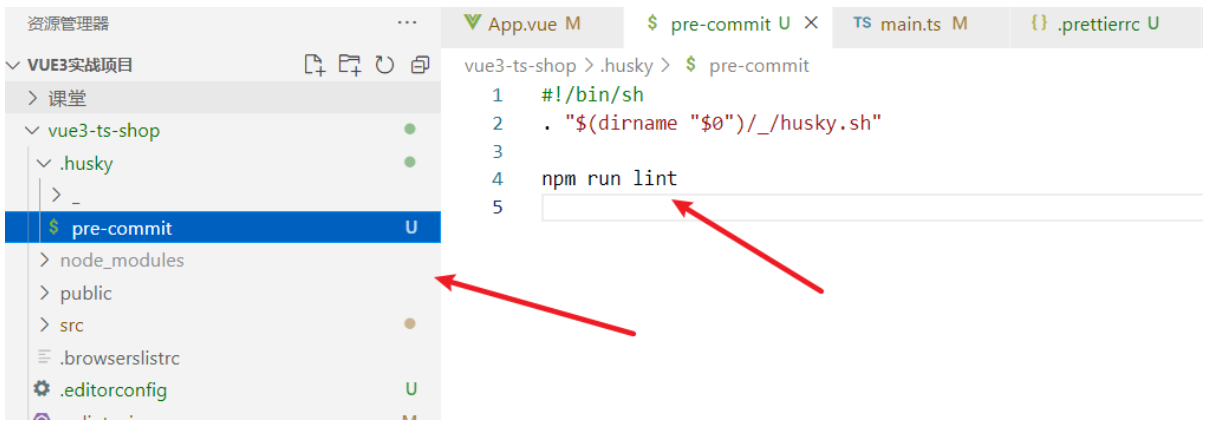 资源管理器 ···
VUE3实战项目
课堂
vue3-ts-shop
.husky
_
$ pre-commit U
node_modules
public
src
.browserslistrc
.editorconfig U
App.vue M $ pre-commit U TS main.ts M {} .prettierrc U
vue3-ts-shop > .husky > $ pre-commit
1 #!/bin/sh
2 . "$(dirname "$0")/_/husky.sh"
3
4 npm run lint
5